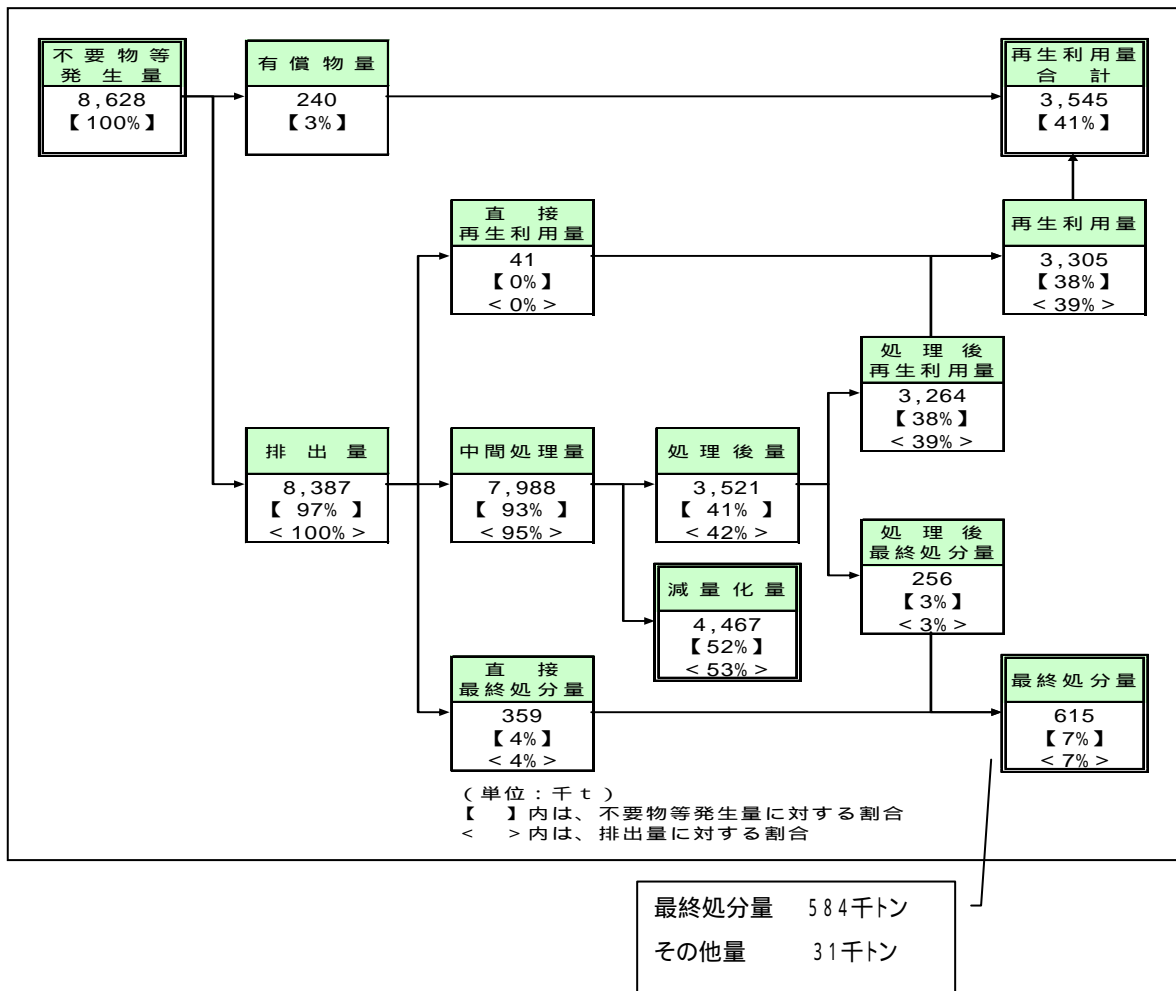 不要物等
発生量
8,628
【100%】
有償物量
240
【3%】
再生利用量
合計
3,545
【41%】
直接
再生利用量
41
【0%】
<0%>
再生利用量
3,305
【38%】
<39%>
処理後
再生利用量
3,264
【38%】
<39%>
排出量
8,387
【97%】
<100%>
中間処理量
7,988
【93%】
<95%>
処理後量
3,521
【41%】
<42%>
処理後
最終処分量
256
【3%】
<3%>
減量化量
4,467
【52%】
<53%>
直接
最終処分量
359
【4%】
<4%>
最終処分量
615
【7%】
<7%>
(単位:千t)
【 】内は、不要物等発生量に対する割合
< >内は、排出量に対する割合
最終処分量 584千トン
その他量 31千トン